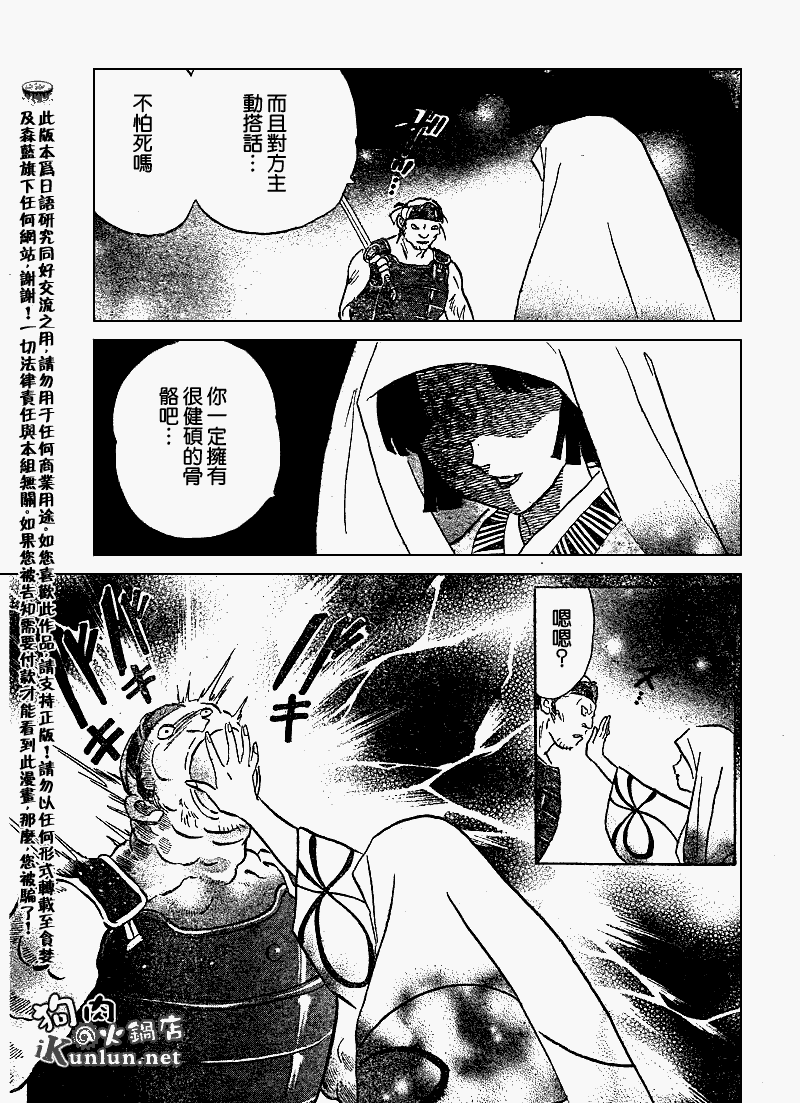 而且對方主
動搭話…
不怕死嗎
你一定擁有
很健碩的骨
骼吧…
嗯嗯？
此版本爲日語研究同好交流之用，請勿用于任何商業用途。如您喜歡此作品，請支持正版！請勿以任何形式轉載至貪婪
及森藍旗下任何網站，謝謝！一切法律責任與本組無關。如果您被告知需要付款才能看到此漫畫，那麼，您被騙了！
狗肉
@火鍋店
iKunlun.net